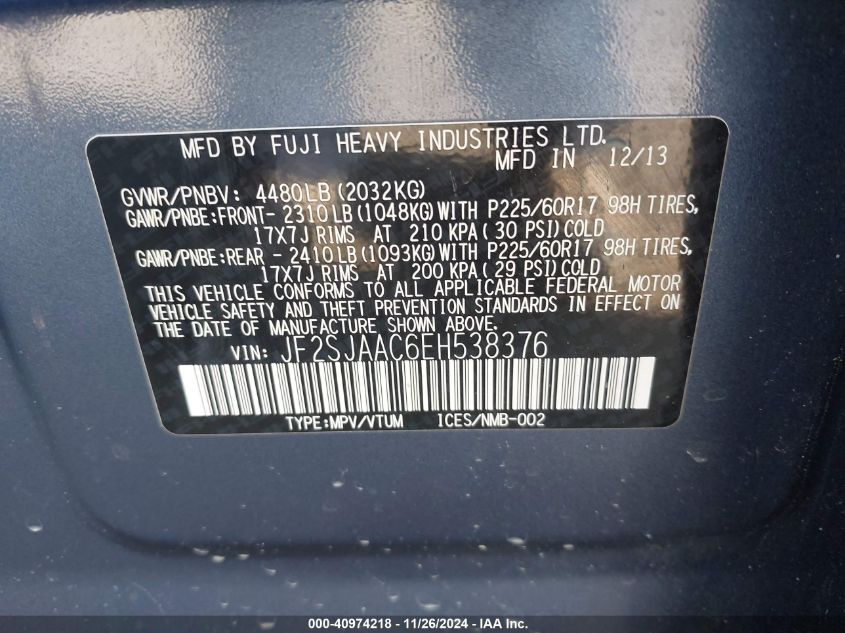 MFD BY FUJI HEAVY INDUSTRIES LTD.
MFD IN 12/13
GVWR/PNBV: 4480LB (2032KG)
GAWR/PNBE:FRONT- 2310LB (1048KG) WITH P225/60R17 98H TIRES,
17X7J RIMS AT 210 KPA ( 30 PSI) COLD
GAWR/PNBE:REAR - 2410LB (1093KG) WITH P225/60R17 98H TIRES,
17X7J RIMS AT 200 KPA ( 29 PSI) COLD
THIS VEHICLE CONFORMS TO ALL APPLICABLE FEDERAL MOTOR
VEHICLE SAFETY AND THEFT PREVENTION STANDARDS IN EFFECT ON
THE DATE OF MANUFACTURE SHOWN ABOVE.
VIN: JF2SJAAC6EH538376
TYPE:MPV/VTUM ICES/NMB-002
000-40974218 - 11/26/2024 - IAA Inc.